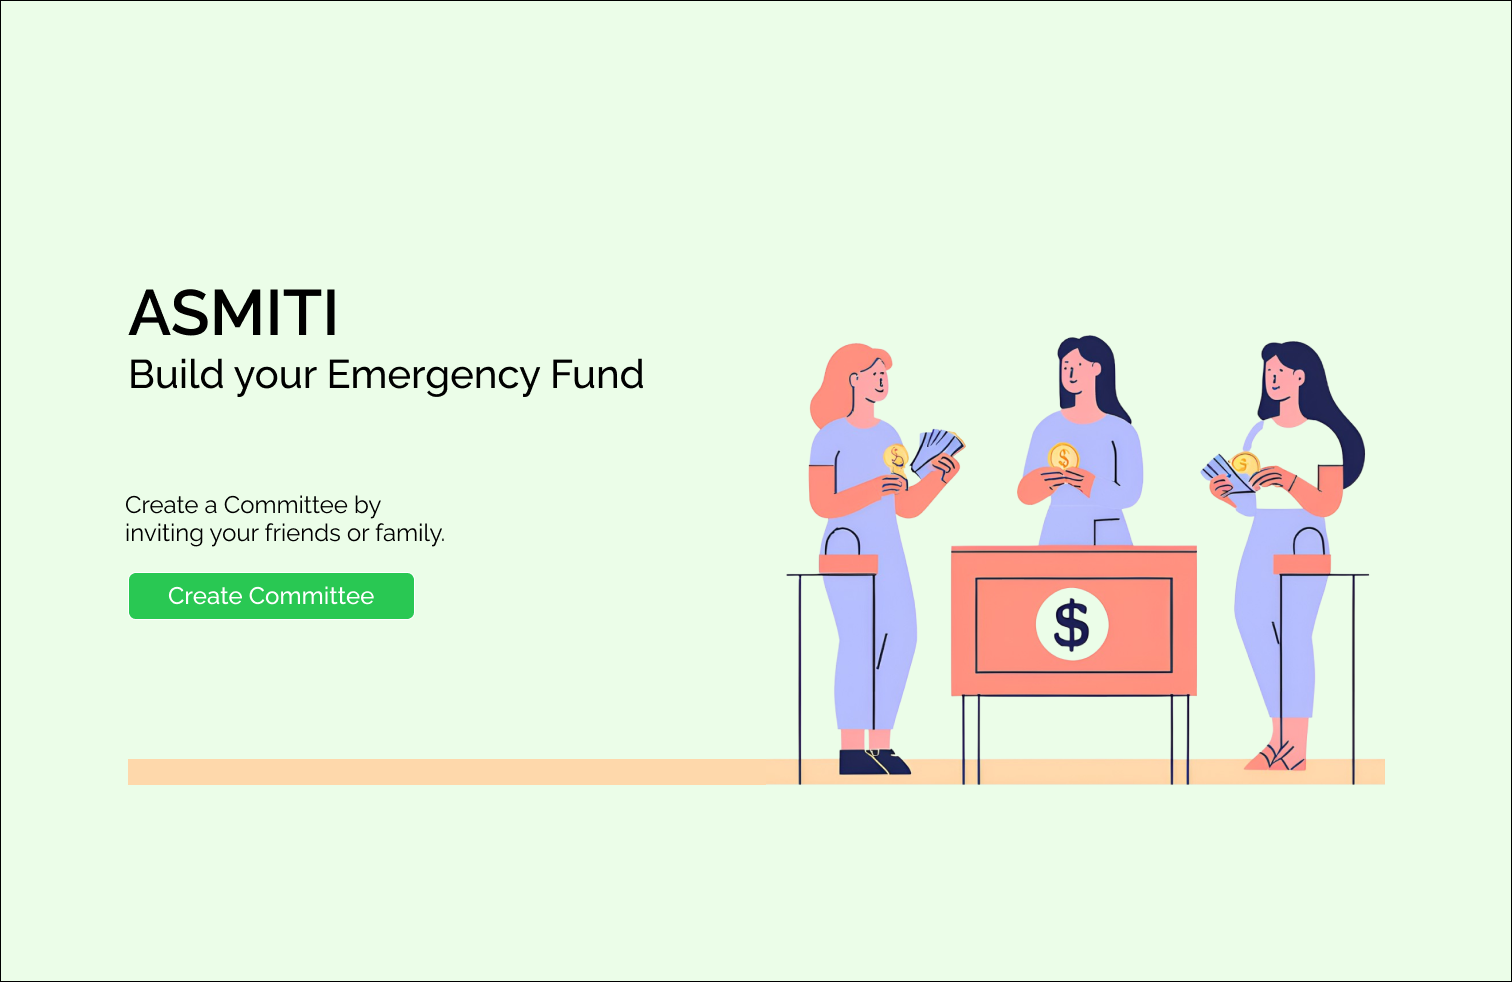 ASMITI
Build your Emergency Fund
Create a Committee by
inviting your friends or family.
Create Committee
$
$
$
$